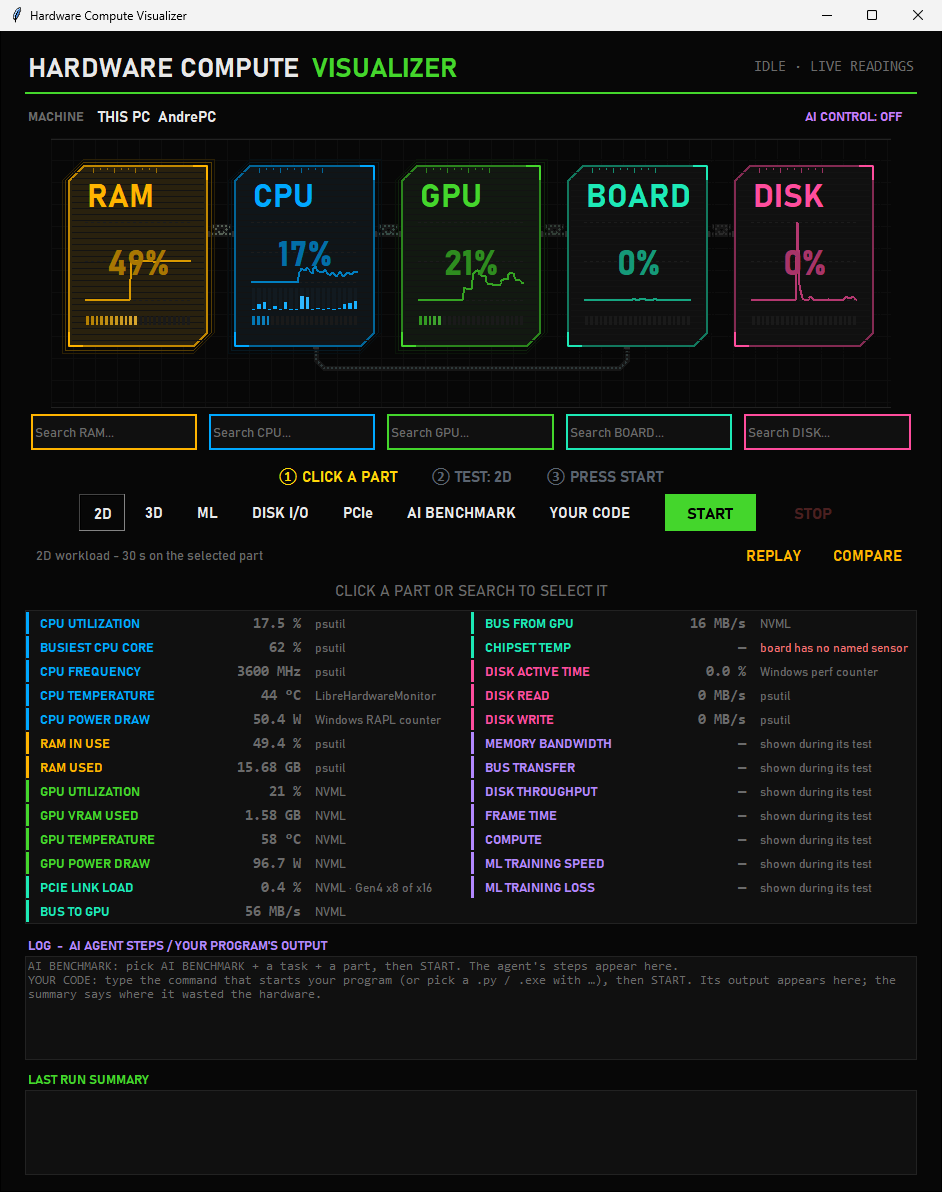 Hardware Compute Visualizer
HARDWARE COMPUTE VISUALIZER
IDLE · LIVE READINGS
MACHINE THIS PC AndrePC
AI CONTROL: OFF
RAM
49%
CPU
17%
GPU
21%
BOARD
0%
DISK
0%
Search RAM...
Search CPU...
Search GPU...
Search BOARD...
Search DISK...
① CLICK A PART
② TEST: 2D
③ PRESS START
2D
3D
ML
DISK I/O
PCIe
AI BENCHMARK
YOUR CODE
START
STOP
2D workload - 30 s on the selected part
REPLAY
COMPARE
CLICK A PART OR SEARCH TO SELECT IT
CPU UTILIZATION 17.5 % psutil
BUSIEST CPU CORE 62 % psutil
CPU FREQUENCY 3600 MHz psutil
CPU TEMPERATURE 44 °C LibreHardwareMonitor
CPU POWER DRAW 50.4 W Windows RAPL counter
RAM IN USE 49.4 % psutil
RAM USED 15.68 GB psutil
GPU UTILIZATION 21 % NVML
GPU VRAM USED 1.58 GB NVML
GPU TEMPERATURE 58 °C NVML
GPU POWER DRAW 96.7 W NVML
PCIE LINK LOAD 0.4 % NVML · Gen4 x8 of x16
BUS TO GPU 56 MB/s NVML
BUS FROM GPU 16 MB/s NVML
CHIPSET TEMP — board has no named sensor
DISK ACTIVE TIME 0.0 % Windows perf counter
DISK READ 0 MB/s psutil
DISK WRITE 0 MB/s psutil
MEMORY BANDWIDTH — shown during its test
BUS TRANSFER — shown during its test
DISK THROUGHPUT — shown during its test
FRAME TIME — shown during its test
COMPUTE — shown during its test
ML TRAINING SPEED — shown during its test
ML TRAINING LOSS — shown during its test
LOG - AI AGENT STEPS / YOUR PROGRAM'S OUTPUT
AI BENCHMARK: pick AI BENCHMARK + a task + a part, then START. The agent's steps appear here.
YOUR CODE: type the command that starts your program (or pick a .py / .exe with …), then START. Its output appears here; the
summary says where it wasted the hardware.
LAST RUN SUMMARY